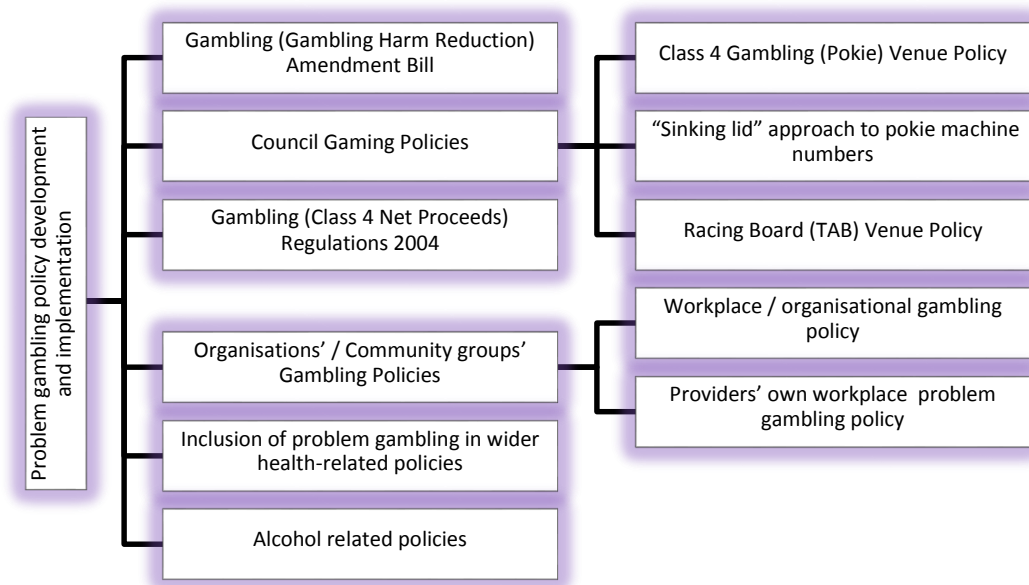 Problem gambling policy development
and implementation
Gambling (Gambling Harm Reduction)
Amendment Bill
Council Gaming Policies
Gambling (Class 4 Net Proceeds)
Regulations 2004
Organisations’ / Community groups’
Gambling Policies
Inclusion of problem gambling in wider
health-related policies
Alcohol related policies
Class 4 Gambling (Pokie) Venue Policy
“Sinking lid” approach to pokie machine
numbers
Racing Board (TAB) Venue Policy
Workplace / organisational gambling
policy
Providers’ own workplace problem
gambling policy